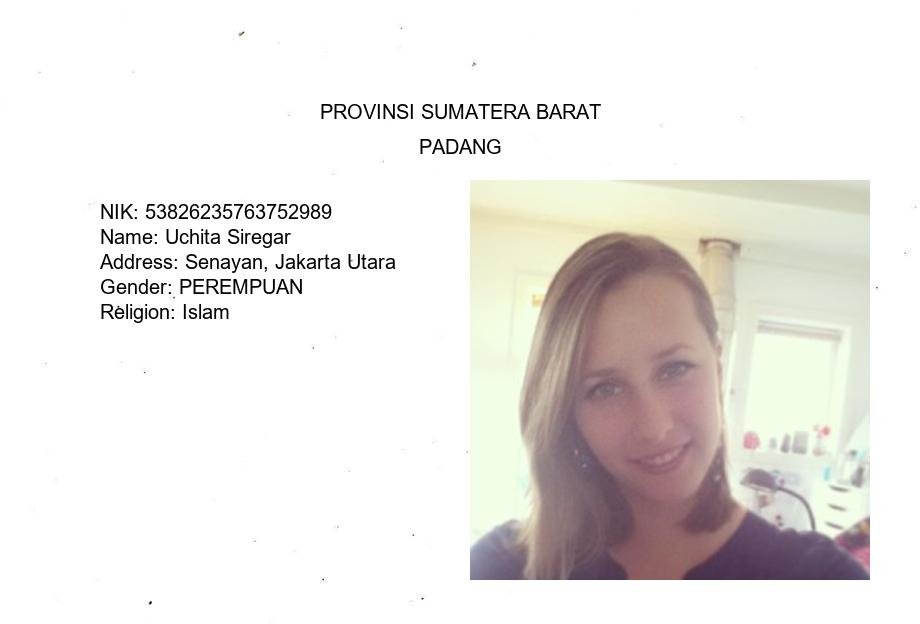 PROVINSI SUMATERA BARAT
PADANG
NIK: 53826235763752989
Name: Uchita Siregar
Address: Senayan, Jakarta Utara
Gender: PEREMPUAN
Religion: Islam